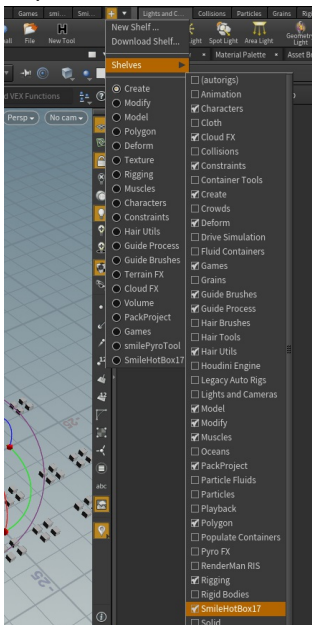 Games smi... Smi...
Lights and C... Collisions Particles Grains
File New Tool
New Shelf ...
Download Shelf...
Spot Light Area Light
Light
Shelves
Material Palette × Asset
d VEX Functions
Persp No cam
Create
Modify
Model
Polygon
Deform
Texture
Rigging
Muscles
Characters
Constraints
Hair Utils
Guide Process
Guide Brushes
Terrain FX
Cloud FX
Volume
PackProject
Games
smilePyroTool
SmileHotBox17
(autorigs)
Animation
Characters
Cloth
Cloud FX
Collisions
Constraints
Container Tools
Create
Crowds
Deform
Drive Simulation
Fluid Containers
Games
Grains
Guide Brushes
Guide Process
Hair Brushes
Hair Tools
Hair Utils
Houdini Engine
Legacy Auto Rigs
Lights and Cameras
Model
Modify
Muscles
Oceans
PackProject
Particle Fluids
Particles
Playback
Polygon
Populate Containers
Pyro FX
RenderMan RIS
Rigging
Rigid Bodies
SmileHotBox17
Solid
abc
-25